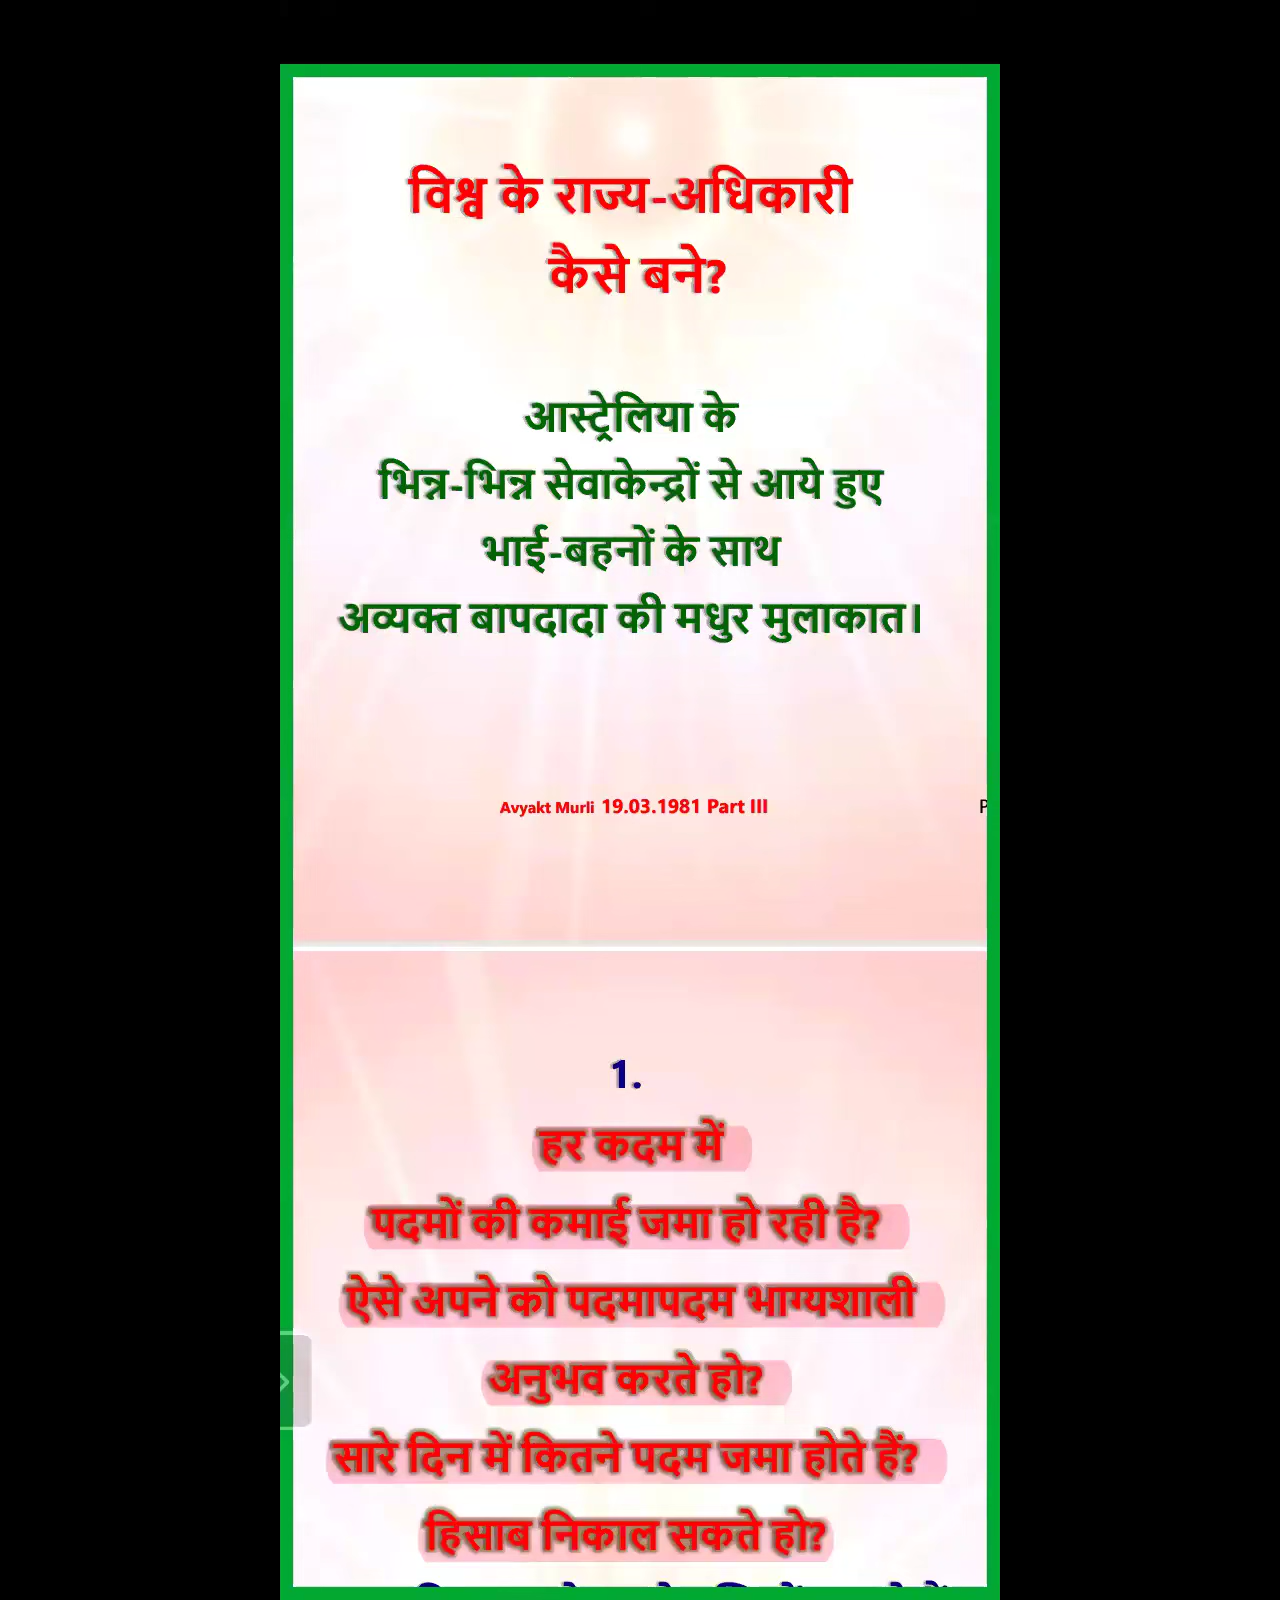 विश्व के राज्य-अधिकारी
कैसे बने?
आस्ट्रेलिया के
भिन्न-भिन्न सेवाकेन्द्रों से आये हुए
भाई-बहनों के साथ
अव्यक्त बापदादा की मधुर मुलाकात।
Avyakt Murli 19.03.1981 Part III
1.
हर कदम में
पदमों की कमाई जमा हो रही है?
ऐसे अपने को पदमापदम भाग्यशाली
अनुभव करते हो?
सारे दिन में कितने पदम जमा होते हैं?
हिसाब निकाल सकते हो?